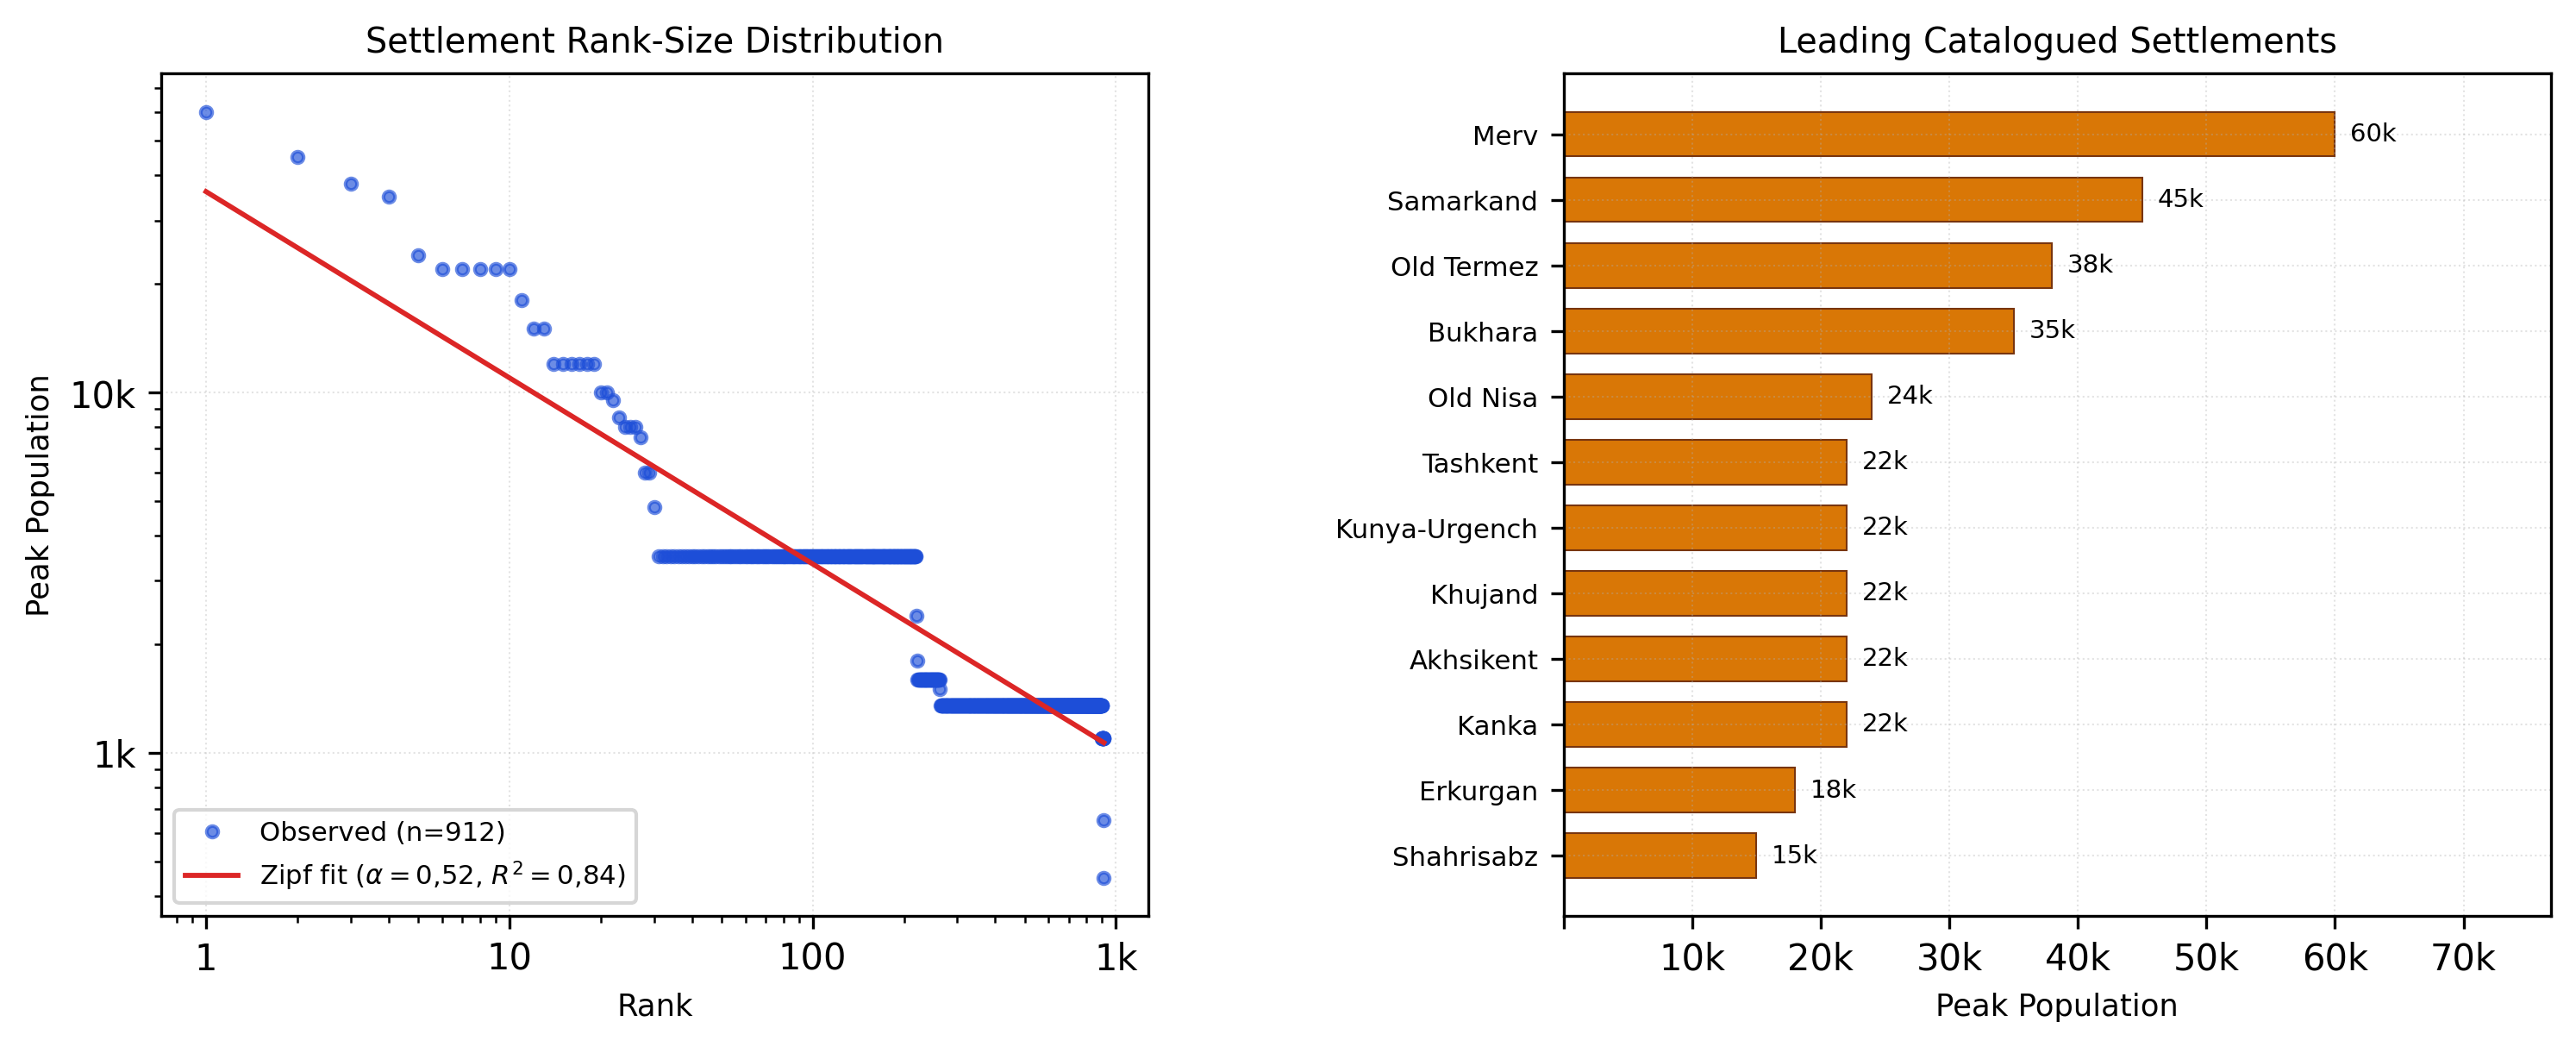 Settlement Rank-Size Distribution
Peak Population
10k
1k
Observed (n=912)
Zipf fit (α = 0,52, R² = 0,84)
1
10
100
1k
Rank
Leading Catalogued Settlements
Merv
60k
Samarkand
45k
Old Termez
38k
Bukhara
35k
Old Nisa
24k
Tashkent
22k
Kunya-Urgench
22k
Khujand
22k
Akhsikent
22k
Kanka
22k
Erkurgan
18k
Shahrisabz
15k
10k
20k
30k
40k
50k
60k
70k
Peak Population